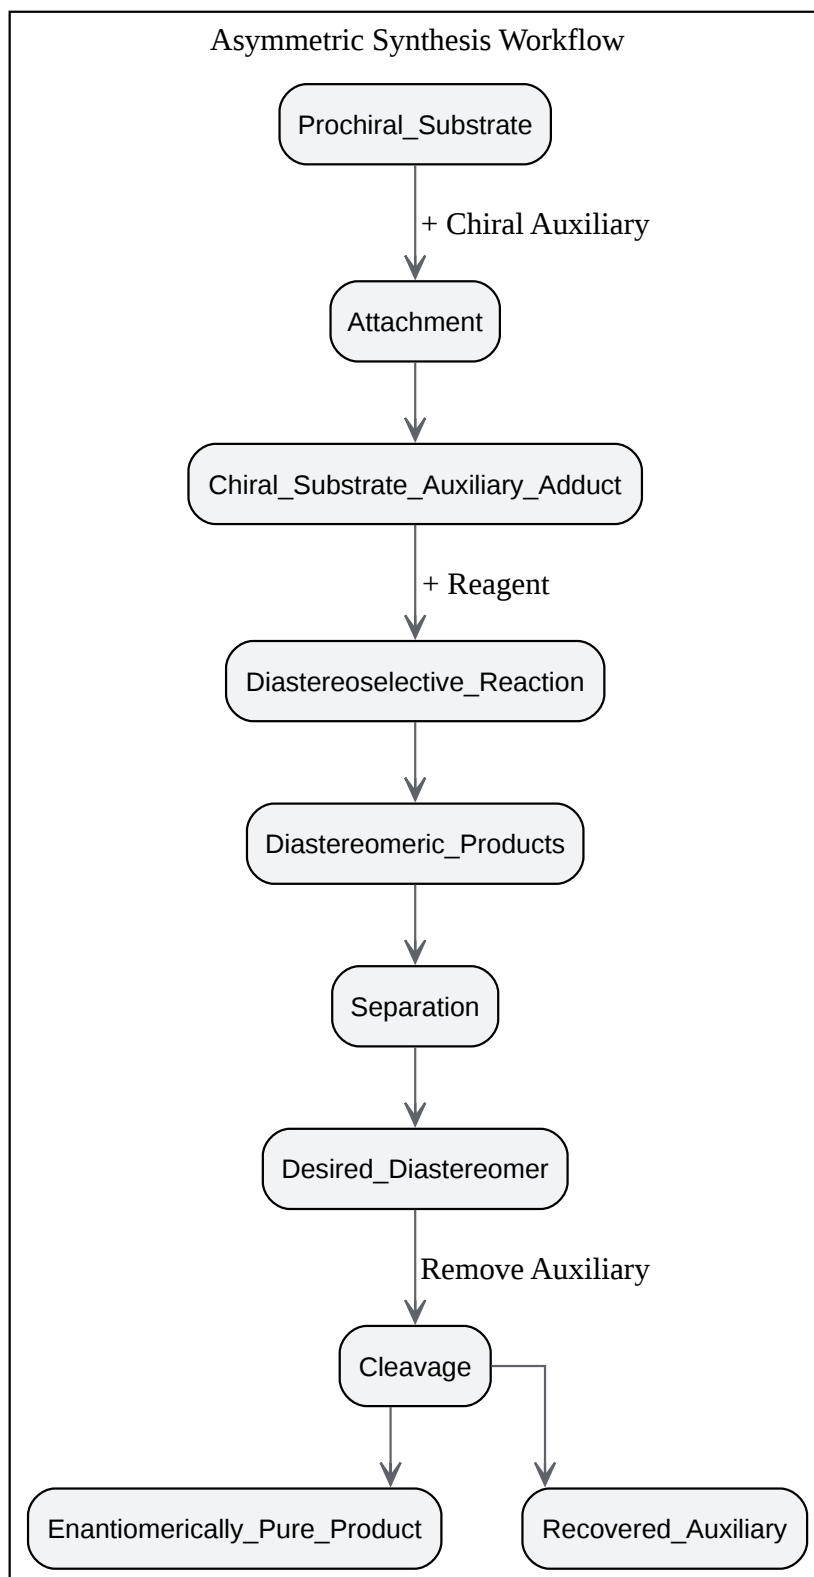 Asymmetric Synthesis Workflow
Prochiral_Substrate
+ Chiral Auxiliary
Attachment
Chiral_Substrate_Auxiliary_Adduct
+ Reagent
Diastereoselective_Reaction
Diastereomeric_Products
Separation
Desired_Diastereomer
Remove Auxiliary
Cleavage
Enantiomerically_Pure_Product
Recovered_Auxiliary